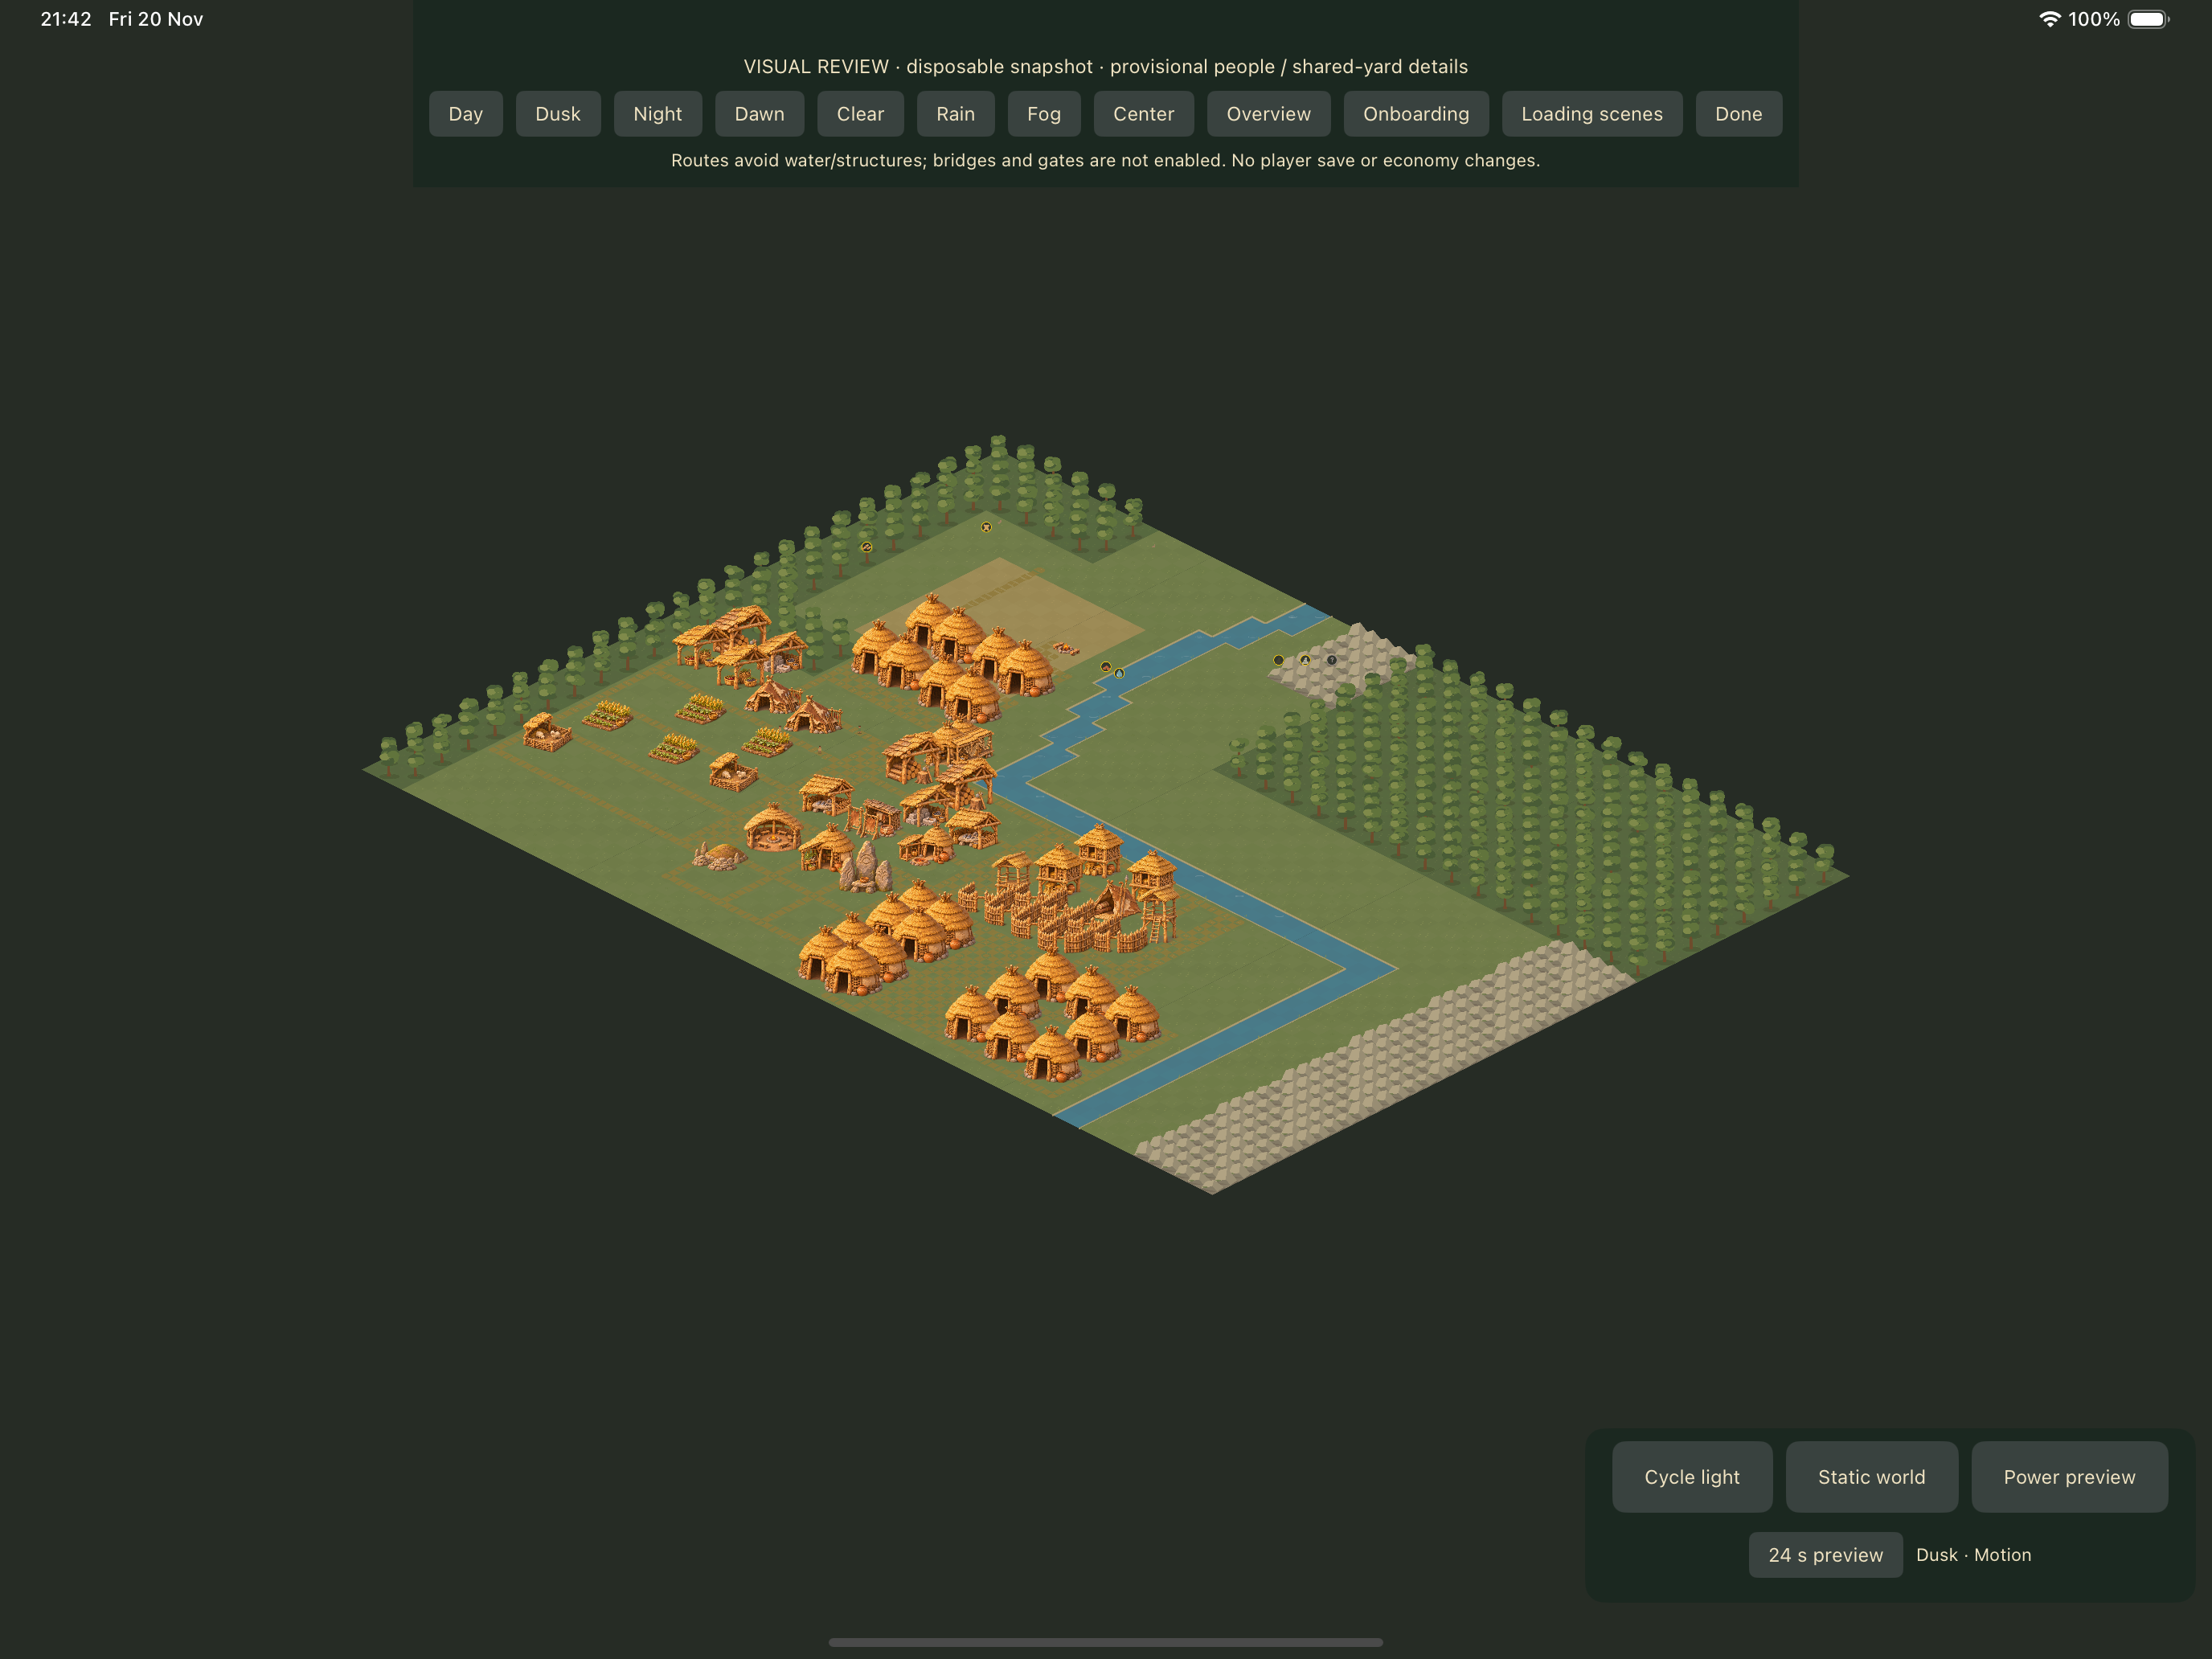 21:42 Fri 20 Nov
100%
VISUAL REVIEW · disposable snapshot · provisional people / shared-yard details
Day Dusk Night Dawn Clear Rain Fog Center Overview Onboarding Loading scenes Done
Routes avoid water/structures; bridges and gates are not enabled. No player save or economy changes.
?
Cycle light Static world Power preview
24 s preview Dusk · Motion